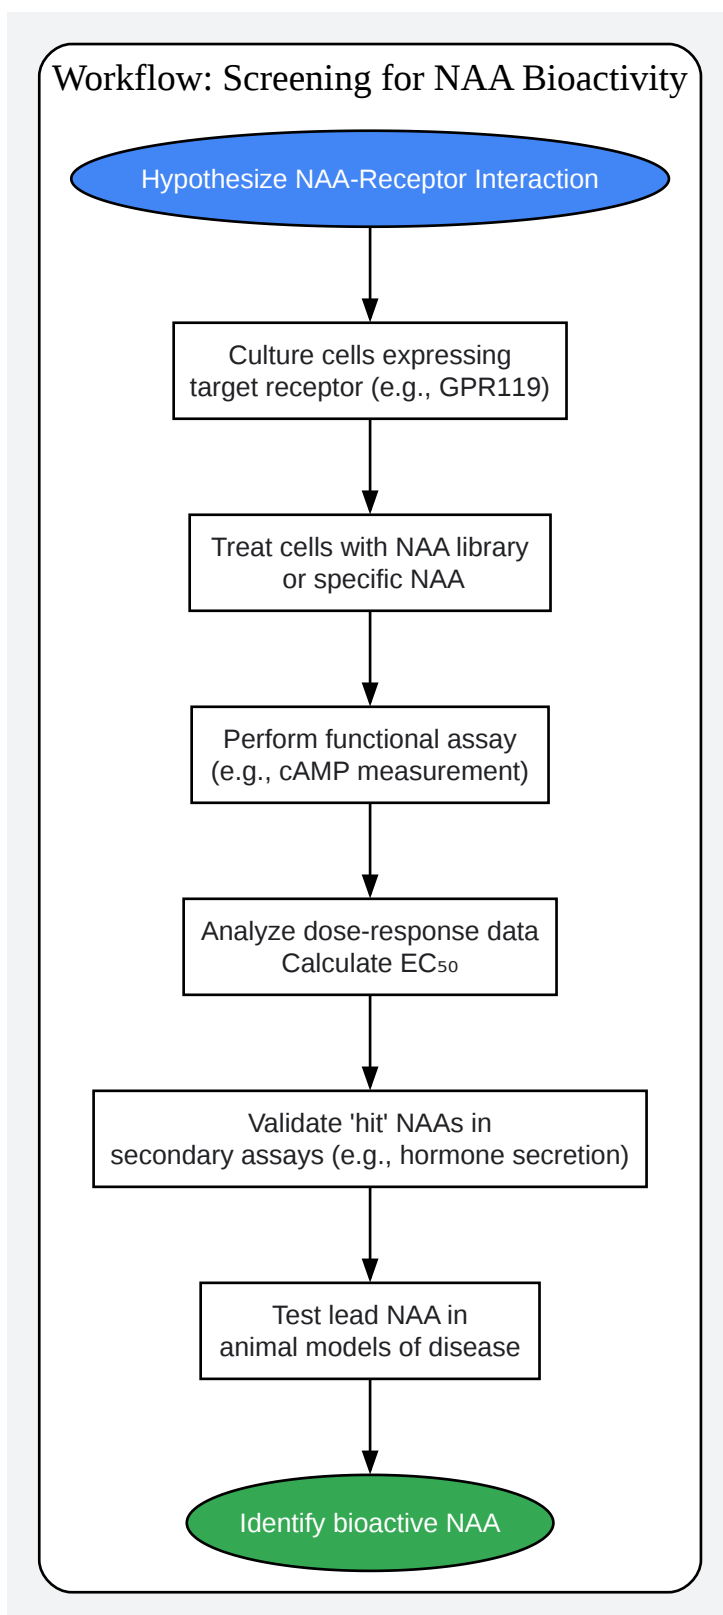 Workflow: Screening for NAA Bioactivity
Hypothesize NAA-Receptor Interaction
Culture cells expressing
target receptor (e.g., GPR119)
Treat cells with NAA library
or specific NAA
Perform functional assay
(e.g., cAMP measurement)
Analyze dose-response data
Calculate EC₅₀
Validate 'hit' NAAs in
secondary assays (e.g., hormone secretion)
Test lead NAA in
animal models of disease
Identify bioactive NAA